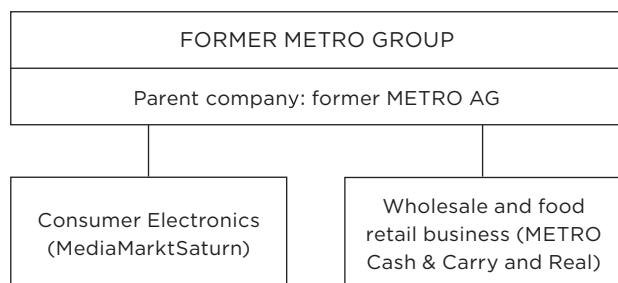 FORMER METRO GROUP
Parent company: former METRO AG
Consumer Electronics
(MediaMarktSaturn)
Wholesale and food
retail business (METRO
Cash & Carry and Real)